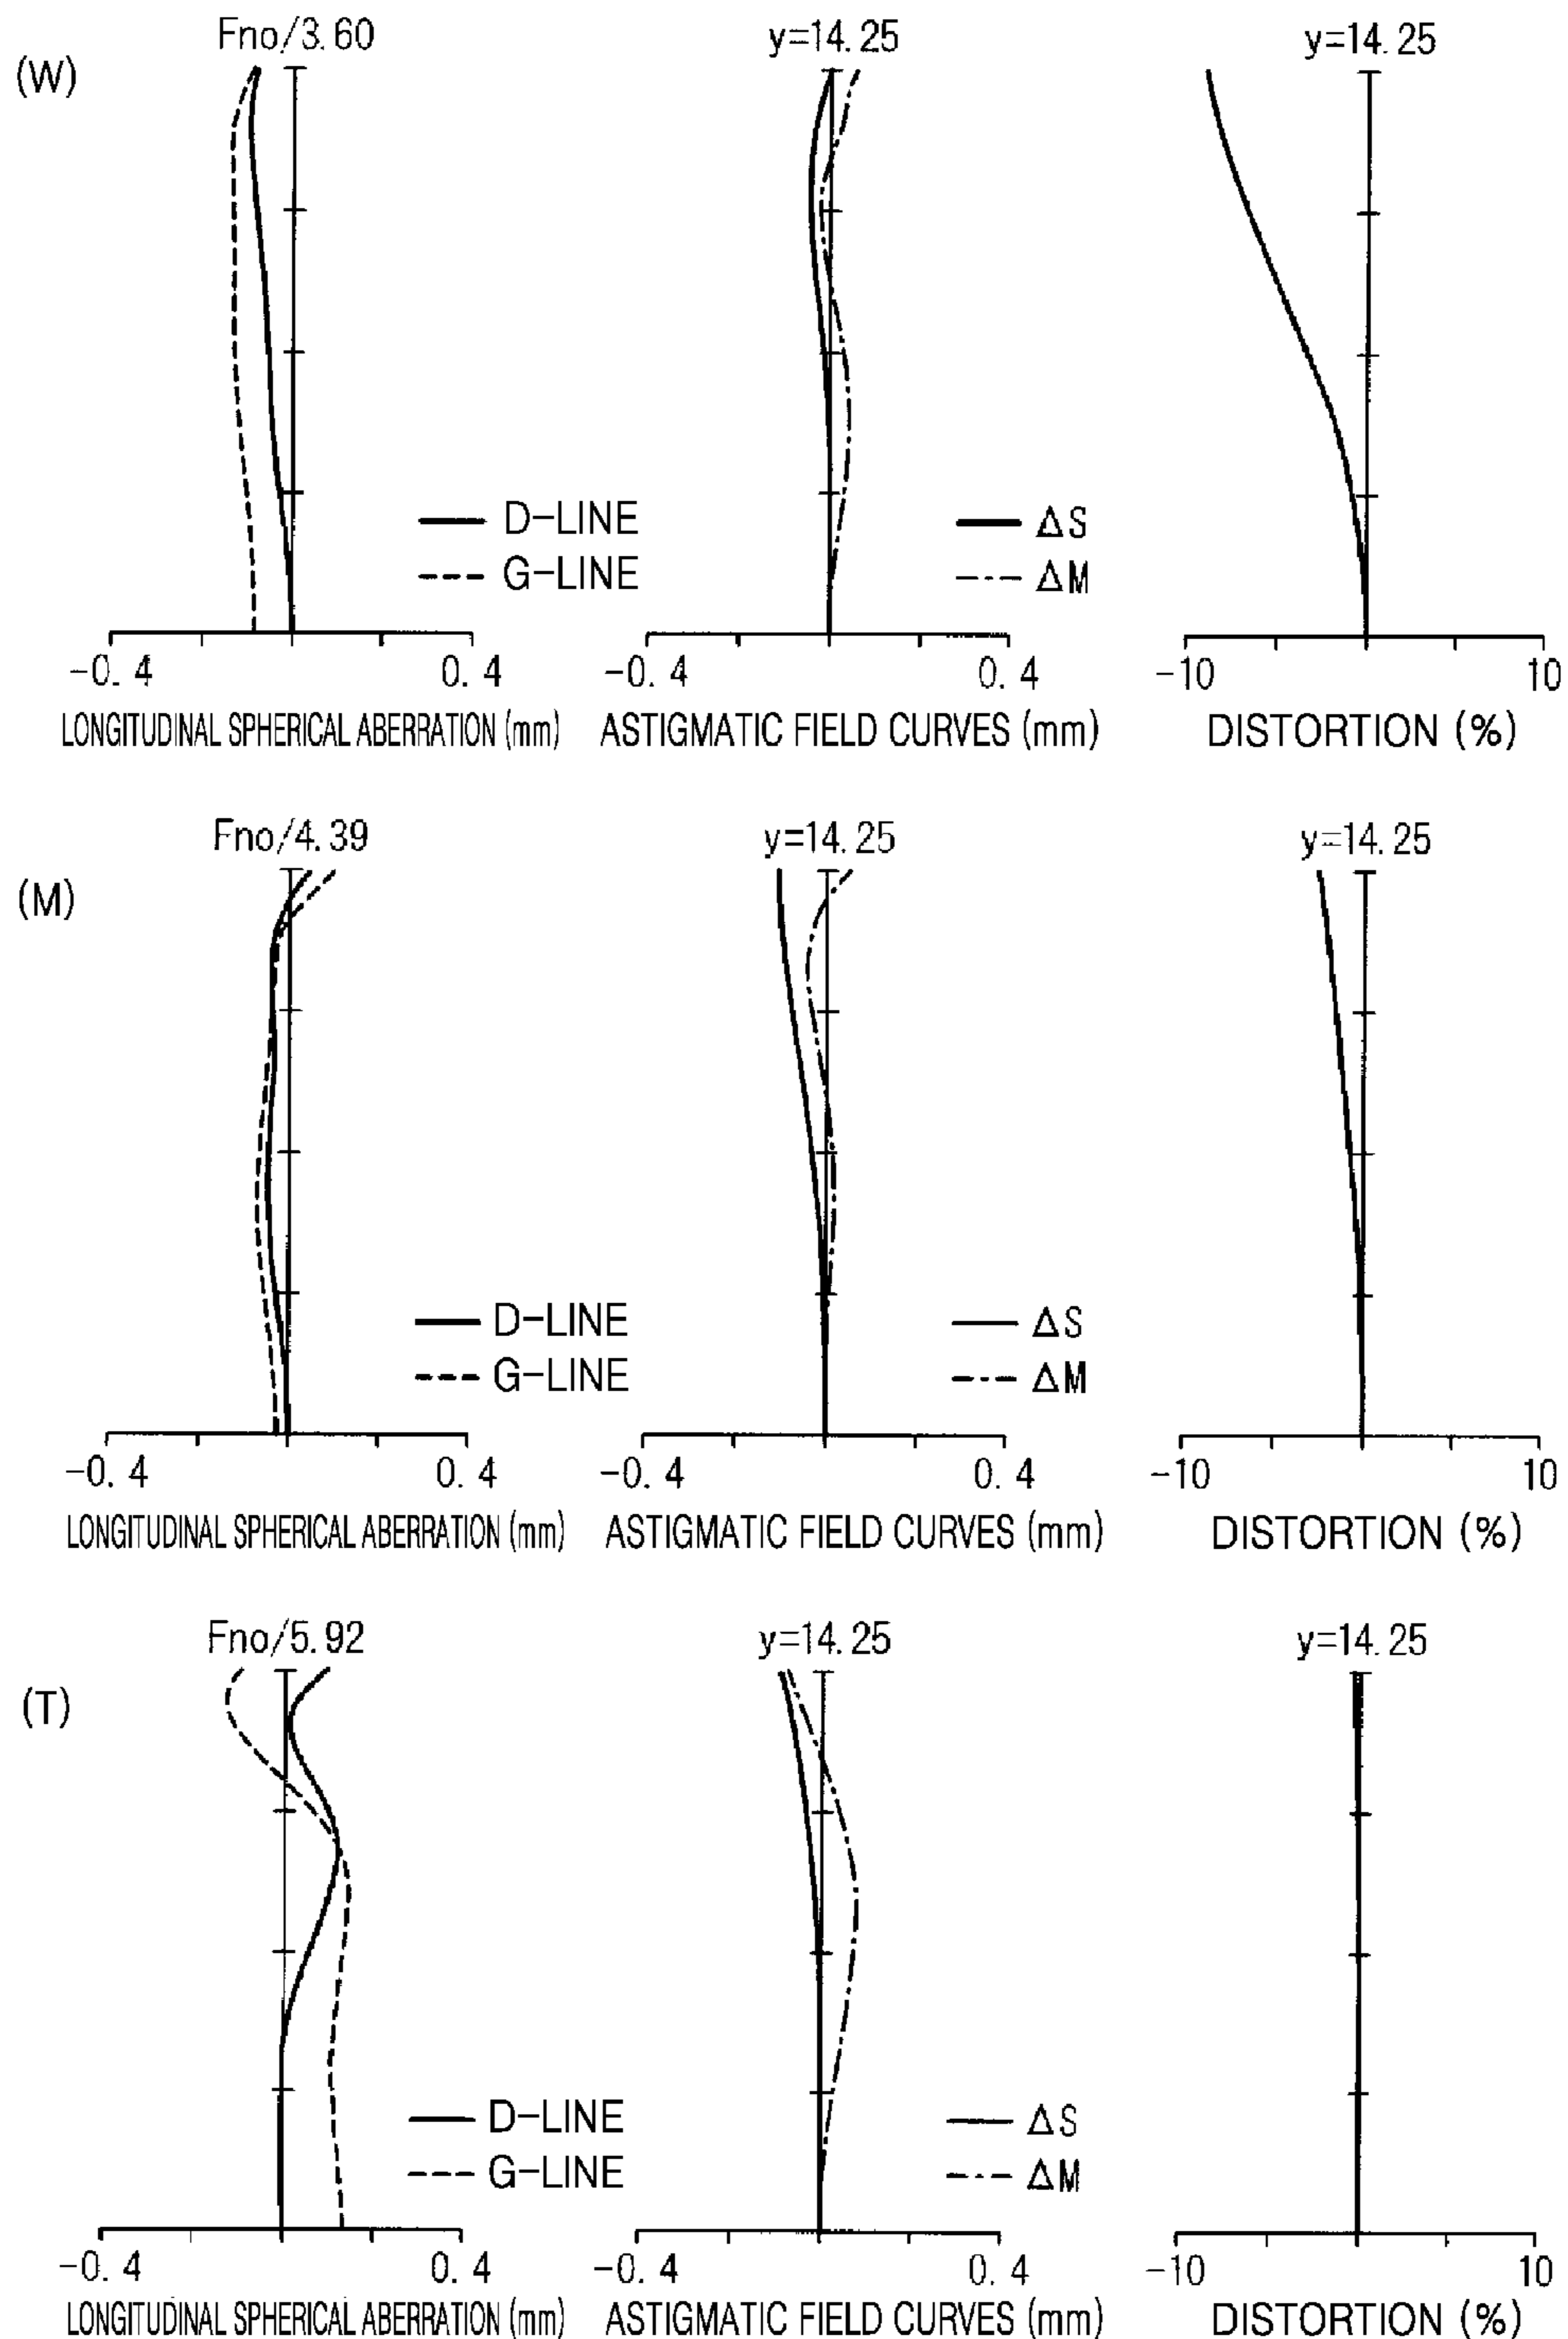 (W)
Fno/3.60
y=14.25
y=14.25
D-LINE
G-LINE
ΔS
ΔM
-0.4
0.4
-0.4
0.4
-10
10
LONGITUDINAL SPHERICAL ABERRATION (mm)
ASTIGMATIC FIELD CURVES (mm)
DISTORTION (%)
(M)
Fno/4.39
y=14.25
y=14.25
D-LINE
G-LINE
ΔS
ΔM
-0.4
0.4
-0.4
0.4
-10
10
LONGITUDINAL SPHERICAL ABERRATION (mm)
ASTIGMATIC FIELD CURVES (mm)
DISTORTION (%)
(T)
Fno/5.92
y=14.25
y=14.25
D-LINE
G-LINE
ΔS
ΔM
-0.4
0.4
-0.4
0.4
-10
10
LONGITUDINAL SPHERICAL ABERRATION (mm)
ASTIGMATIC FIELD CURVES (mm)
DISTORTION (%)